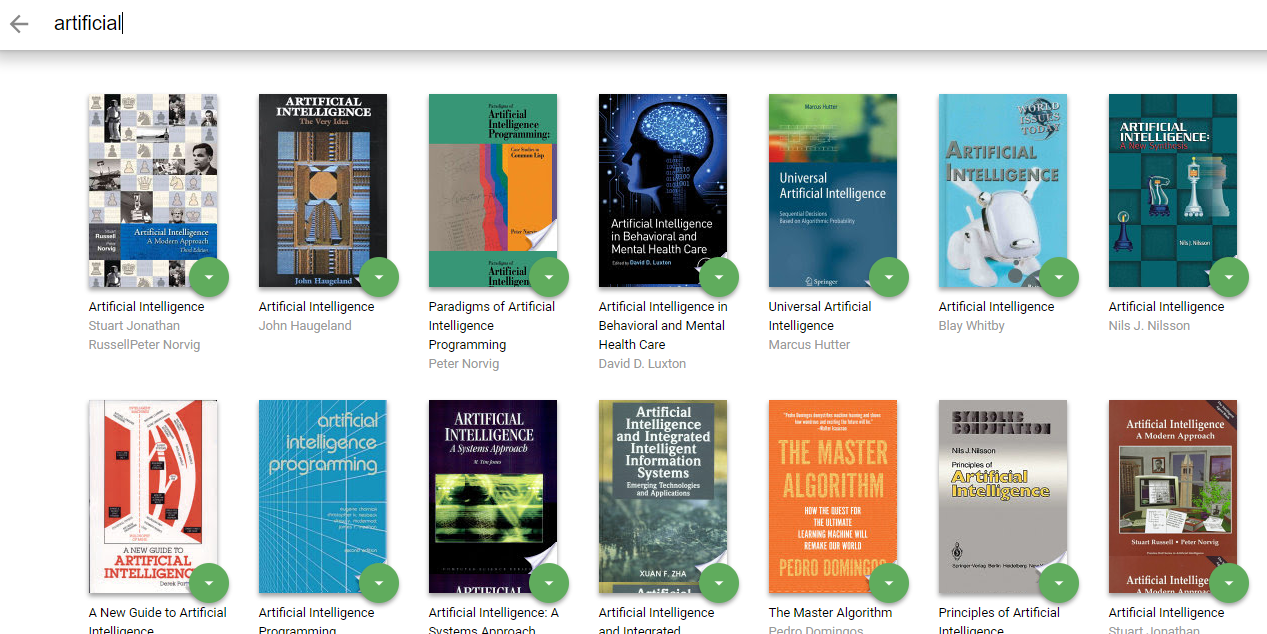 artificial
Stuart
Russell
Peter
Norvig
Artificial Intelligence
A Modern Approach
Third Edition
ARTIFICIAL
INTELLIGENCE
The Very Idea
John Haugeland
Paradigms of
Artificial
Intelligence
Programming:
Case Studies in
Common Lisp
Artificial
Artificial Intelligence
in Behavioral and
Mental Health Care
Edited by David D. Luxton
Marcus Hutter
Universal
Artificial Intelligence
Sequential Decisions
Based on Algorithmic Probability
Springer
WORLD
ISSUES
TODAY
ARTIFICIAL
INTELLIGENCE
ARTIFICIAL
INTELLIGENCE:
A New Synthesis
Nils J. Nilsson
Artificial Intelligence
Stuart Jonathan
RussellPeter Norvig
Artificial Intelligence
John Haugeland
Paradigms of Artificial
Intelligence
Programming
Peter Norvig
Artificial Intelligence in
Behavioral and Mental
Health Care
David D. Luxton
Universal Artificial
Intelligence
Marcus Hutter
Artificial Intelligence
Blay Whitby
Artificial Intelligence
Nils J. Nilsson
A NEW GUIDE TO
ARTIFICIAL
Derek
artificial
intelligence
programming
second edition
ARTIFICIAL
INTELLIGENCE
A Systems Approach
M. Tim Jones
Artificial
Intelligence
and Integrated
Intelligent
Information
Systems
Emerging Technologies
and Applications
XUAN F. ZHA
THE MASTER
ALGORITHM
HOW THE QUEST FOR
THE ULTIMATE
LEARNING MACHINE WILL
REMAKE OUR WORLD
PEDRO DOMINGOS
SYMBOLIC
COMPUTATION
Nils J. Nilsson
Principles of
Artificial
Intelligence
Artificial Intelligence
A Modern Approach
Stuart Russell • Peter Norvig
A New Guide to Artificial
Intelligence
Artificial Intelligence
Programming
Artificial Intelligence: A
Systems Approach
Artificial Intelligence
and Integrated
The Master Algorithm
Pedro Domingos
Principles of Artificial
Intelligence
Artificial Intelligence
Stuart Jonathan